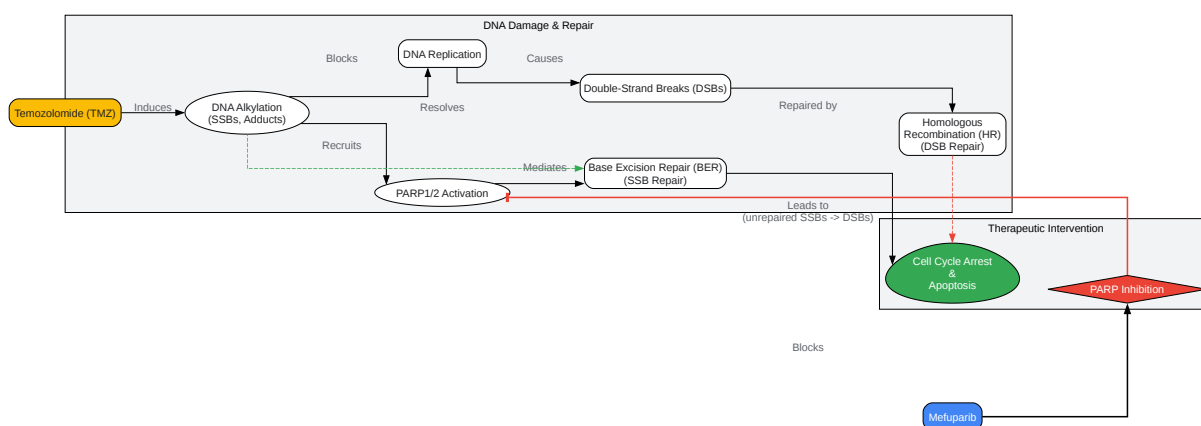 DNA Damage & Repair
Blocks
DNA Replication
Causes
Double-Strand Breaks (DSBs)
Temozolomide (TMZ)
Induces
DNA Alkylation
(SSBs, Adducts)
Resolves
Repaired by
Homologous
Recombination (HR)
(DSB Repair)
Recruits
Mediates
Base Excision Repair (BER)
(SSB Repair)
PARP1/2 Activation
Leads to
(unrepaired SSBs -> DSBs)
Therapeutic Intervention
Cell Cycle Arrest
&
Apoptosis
PARP Inhibition
Blocks
Mefuparib